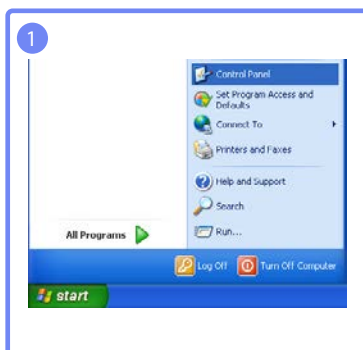 1
Control Panel
Set Program Access and
Defaults
Connect To
Printers and Faxes
Help and Support
Search
Run...
All Programs
Log Off
Turn Off Computer
start